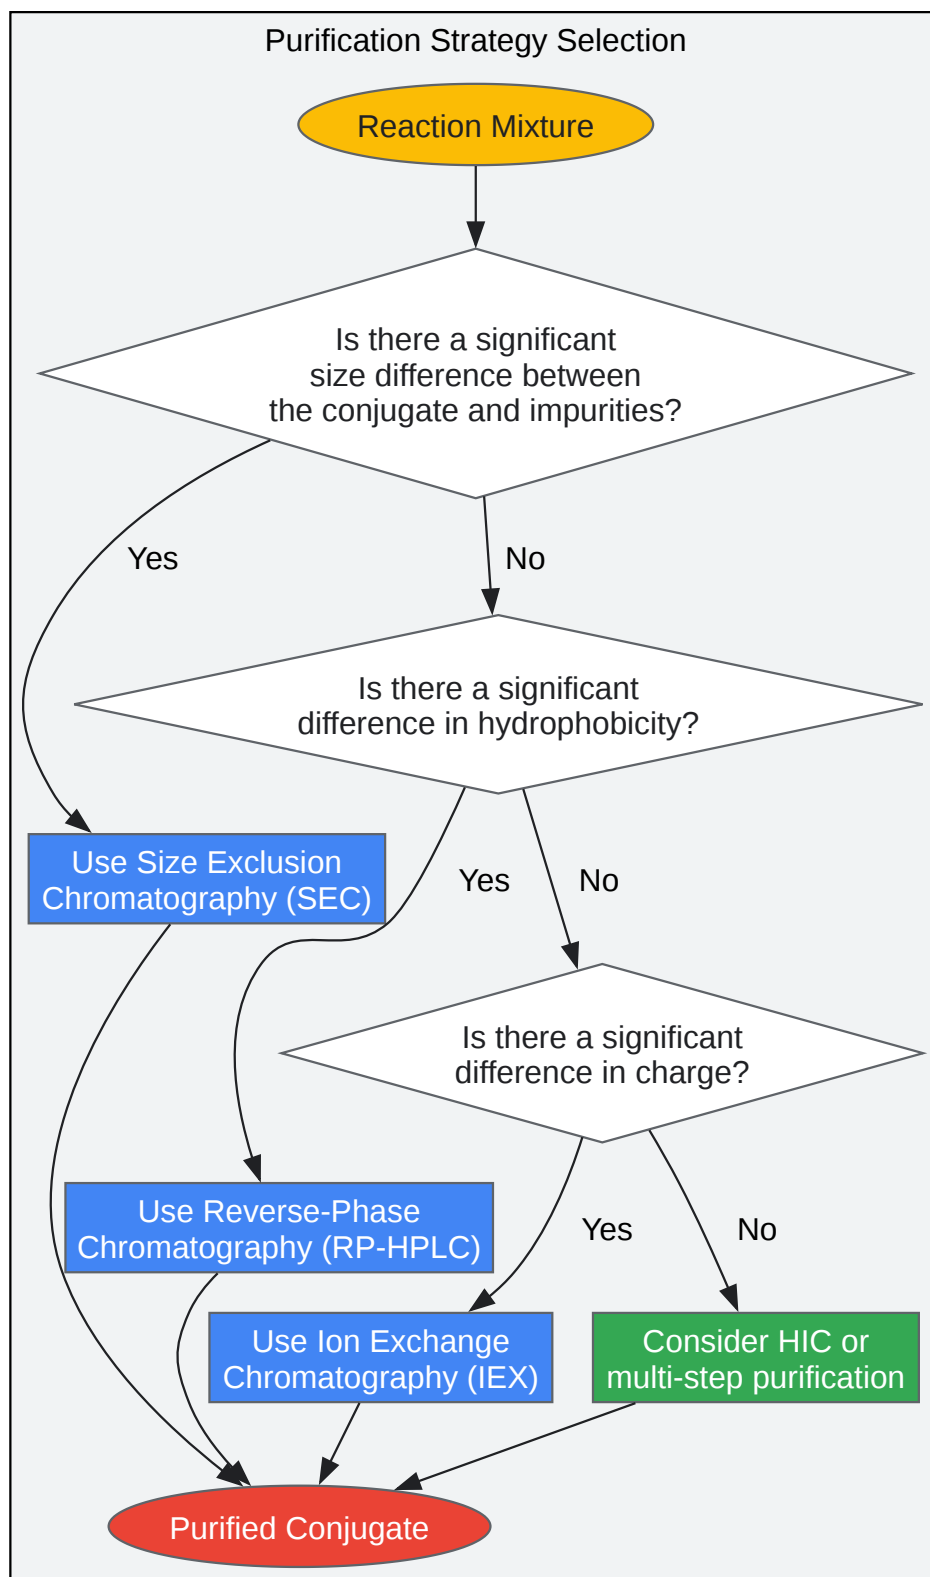 Purification Strategy Selection
Reaction Mixture
Is there a significant
size difference between
the conjugate and impurities?
Yes
No
Is there a significant
difference in hydrophobicity?
Use Size Exclusion
Chromatography (SEC)
Yes
No
Is there a significant
difference in charge?
Use Reverse-Phase
Chromatography (RP-HPLC)
Yes
No
Use Ion Exchange
Chromatography (IEX)
Consider HIC or
multi-step purification
Purified Conjugate